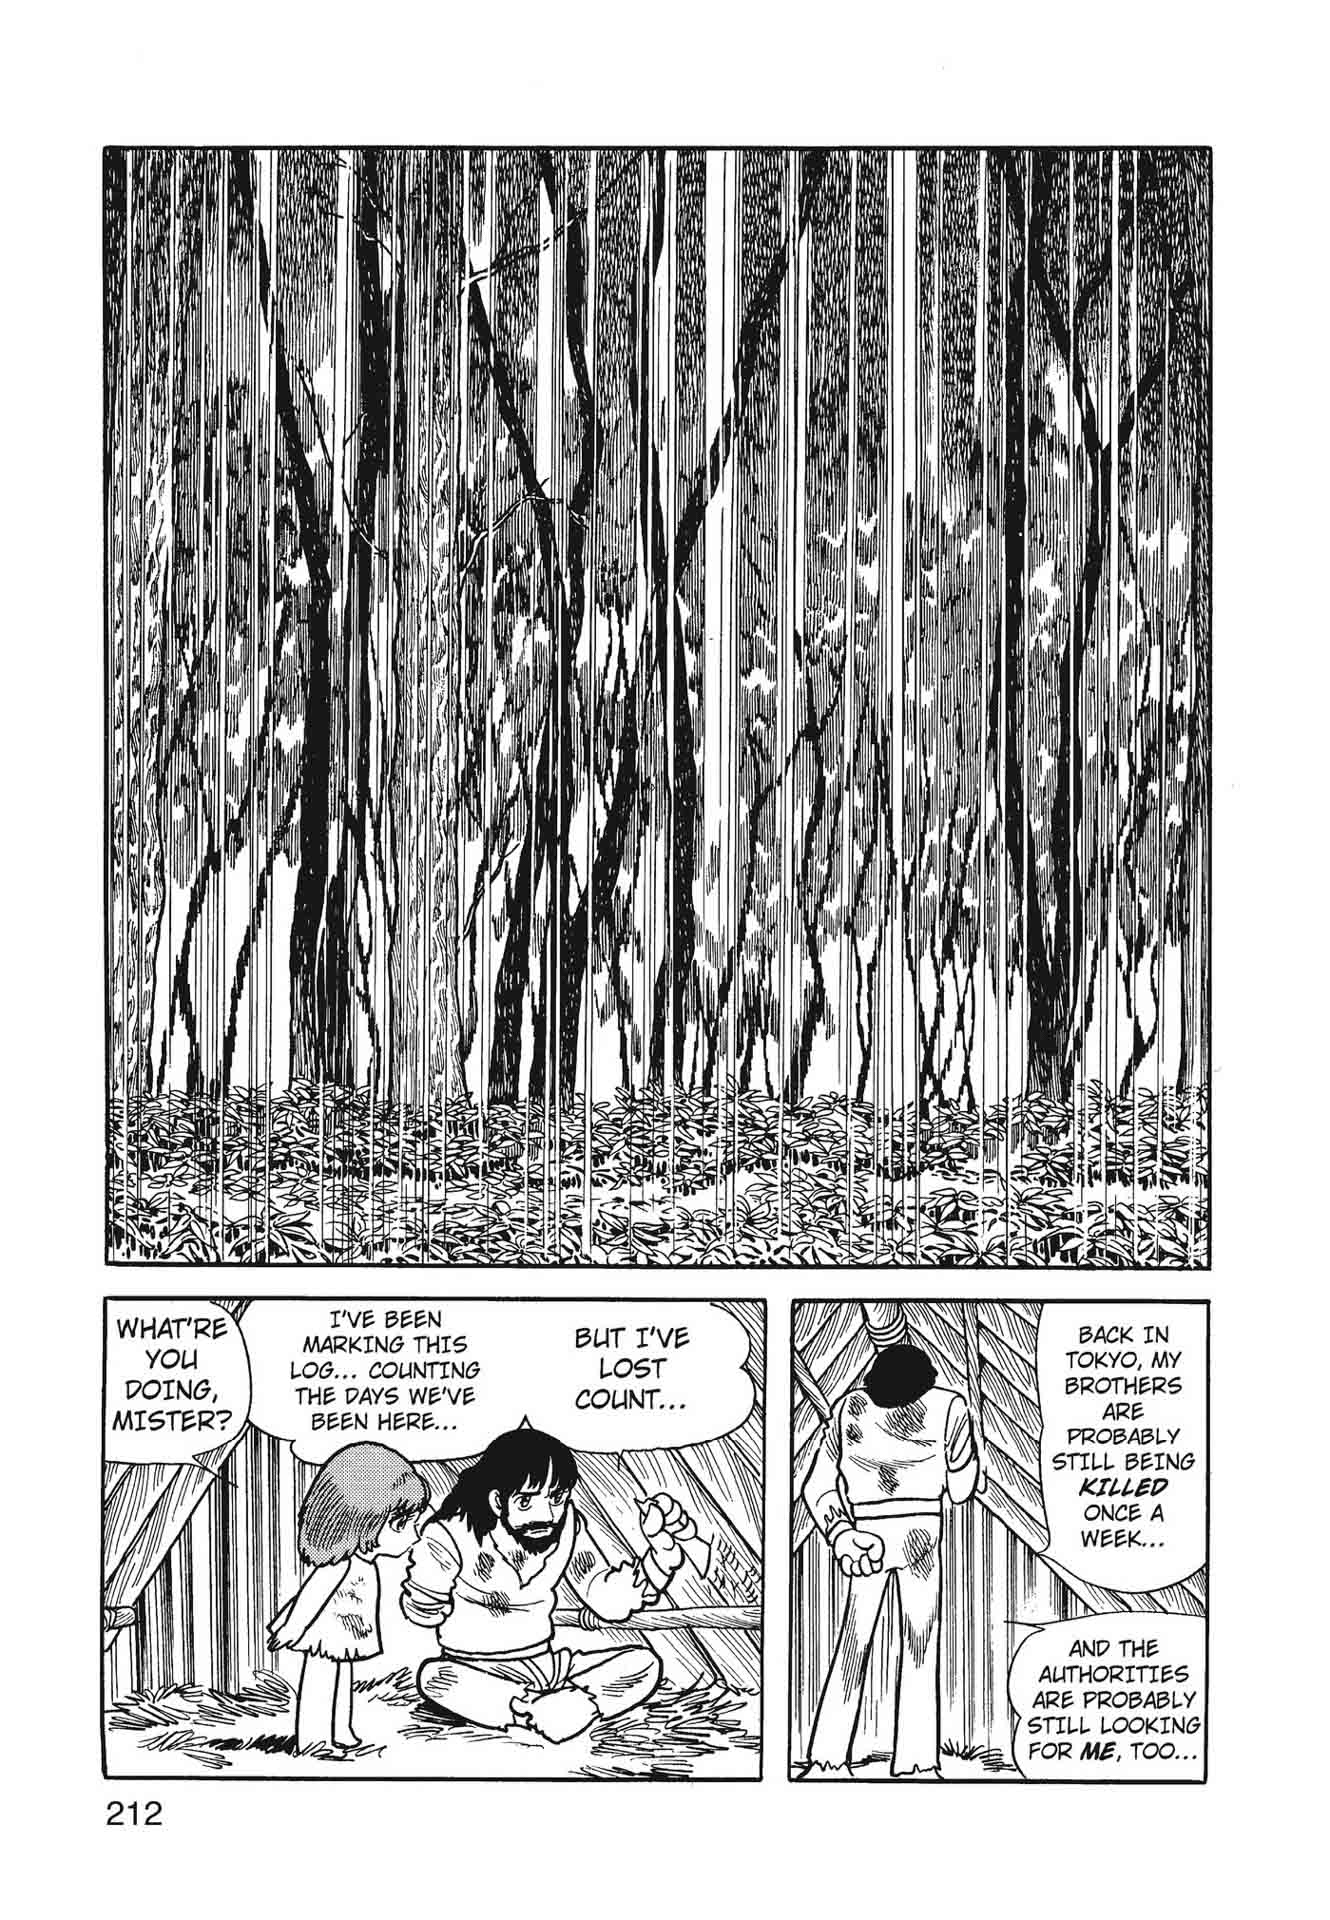 WHAT'RE
YOU
DOING,
MISTER?
I'VE BEEN
MARKING THIS
LOG... COUNTING
THE DAYS WE'VE
BEEN HERE...
BUT I'VE
LOST
COUNT...
BACK IN
TOKYO, MY
BROTHERS
ARE
PROBABLY
STILL BEING
KILLED
ONCE A
WEEK...
AND THE
AUTHORITIES
ARE PROBABLY
STILL LOOKING
FOR ME, TOO...
212